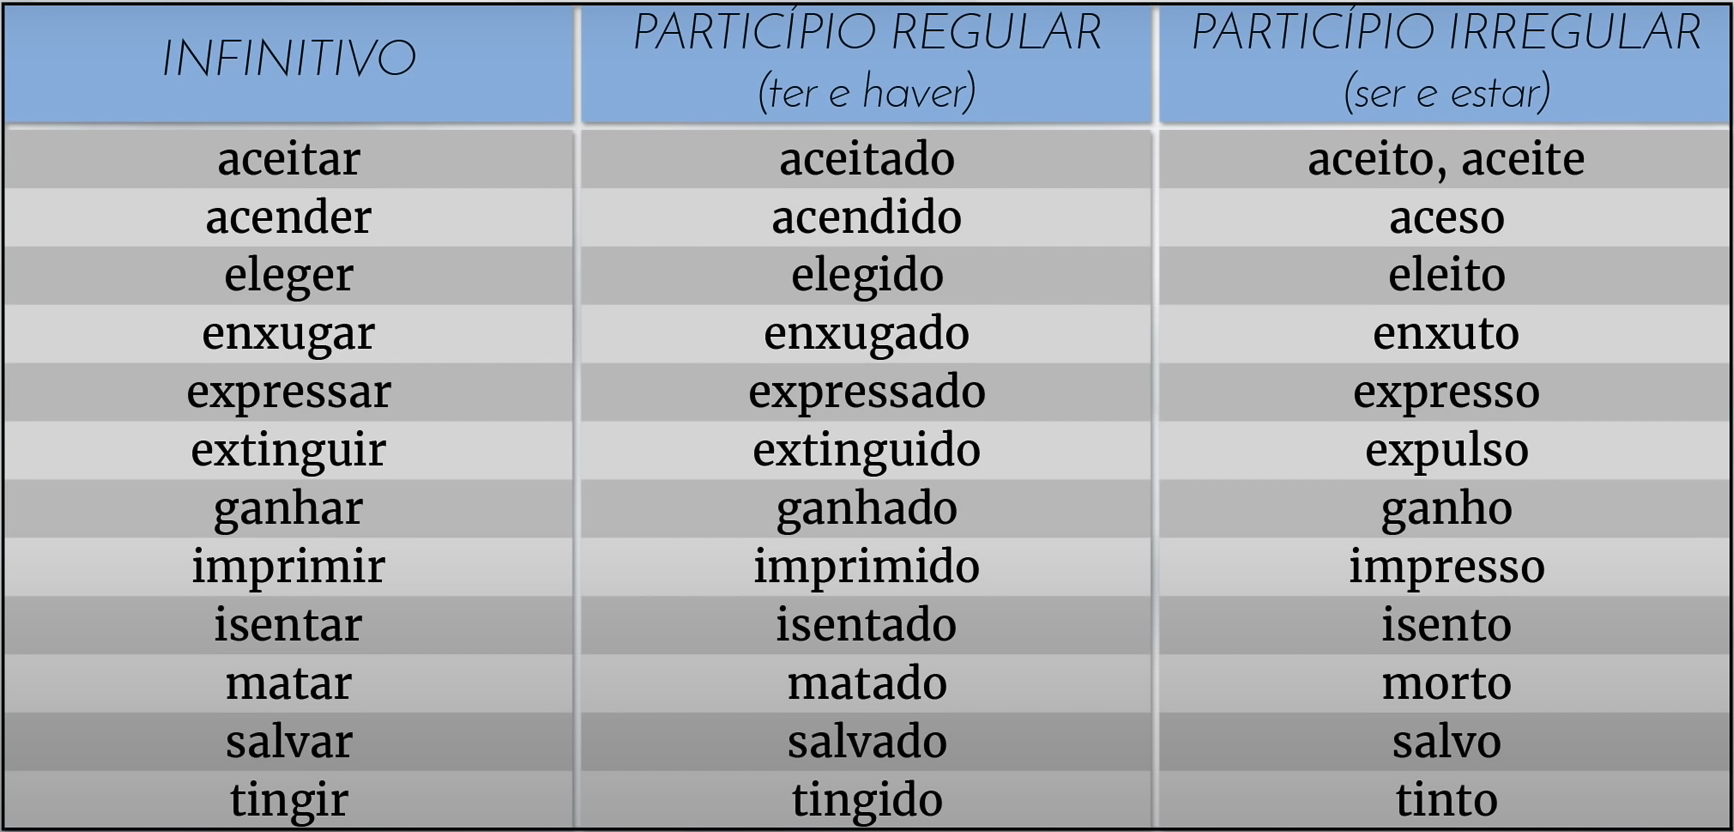 INFINITIVO PARTICÍPIO REGULAR (ter e haver) PARTICÍPIO IRREGULAR (ser e estar)
aceitar aceitado aceito, aceite
acender acendido aceso
eleger elegido eleito
enxugar enxugado enxuto
expressar expressado expresso
extinguir extinguido expulso
ganhar ganhado ganho
imprimir imprimido impresso
isentar isentado isento
matar matado morto
salvar salvado salvo
tingir tingido tinto